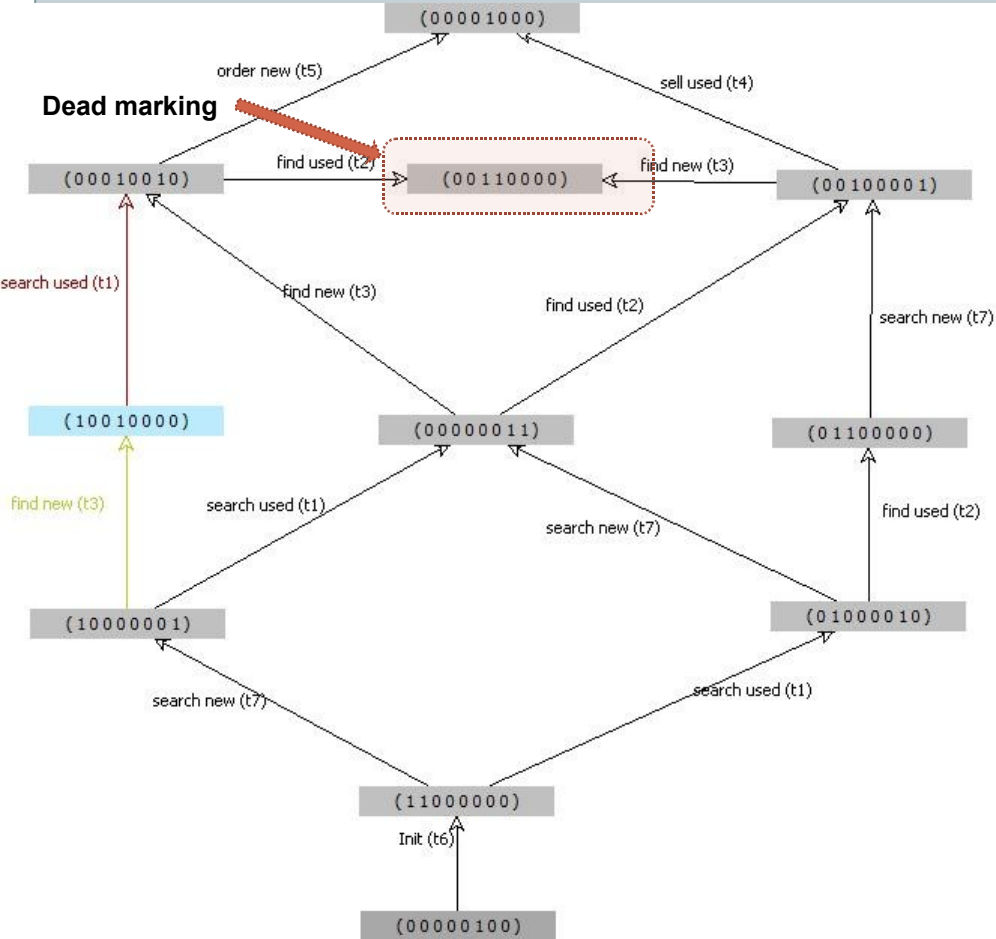 (00001000)
order new (t5)
sell used (t4)
Dead marking
find used (t2)
find new (t3)
(00010010)
(00110000)
(00100001)
search used (t1)
find new (t3)
find used (t2)
search new (t7)
(10010000)
(00000011)
(01100000)
find new (t3)
search used (t1)
search new (t7)
find used (t2)
(10000001)
(01000010)
search new (t7)
search used (t1)
(11000000)
Init (t6)
(00000100)